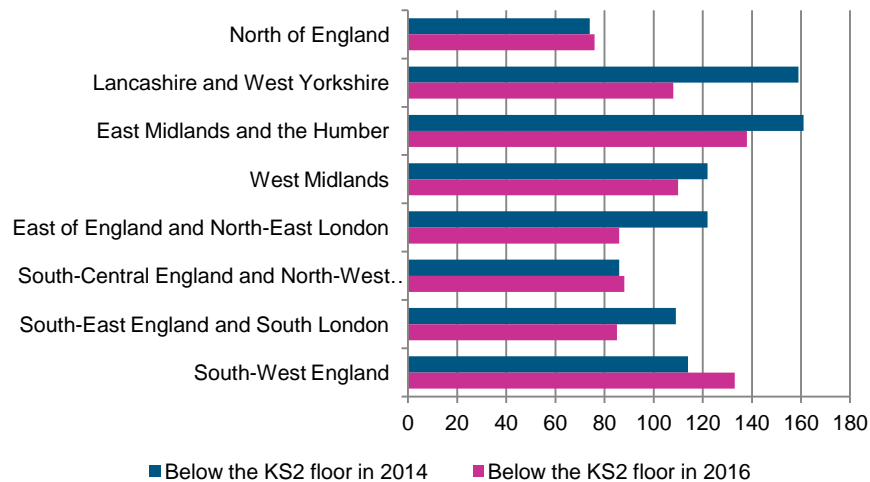 North of England
Lancashire and West Yorkshire
East Midlands and the Humber
West Midlands
East of England and North-East London
South-Central England and North-West..
South-East England and South London
South-West England
0 20 40 60 80 100 120 140 160 180
Below the KS2 floor in 2014 Below the KS2 floor in 2016